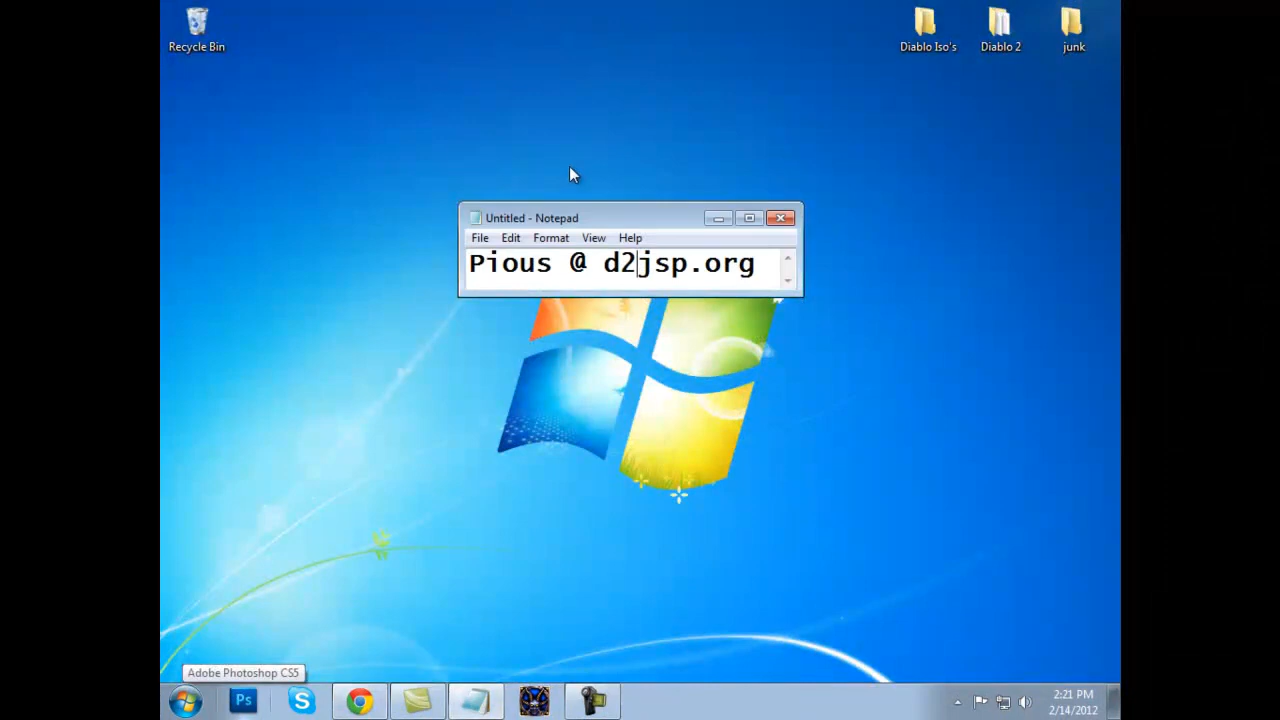 Recycle Bin
Diablo Iso's
Diablo 2
junk
Untitled - Notepad
File Edit Format View Help
Pious @ d2jsp.org
Adobe Photoshop CS5
Ps
2:21 PM
2/14/2012